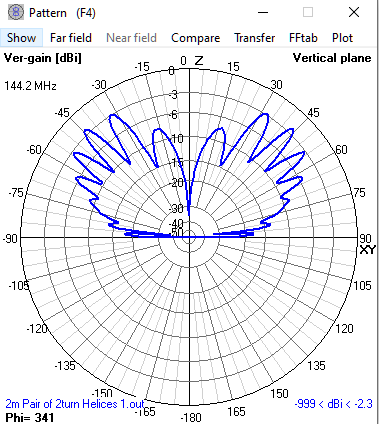 Pattern (F4)
Show Far field Near field Compare Transfer FFtab Plot
Ver-gain [dBi] 0 Z Vertical plane
144.2 MHz
-15 15
-30 30
-45 45
-60 60
-75 75
-90 90
XY
-105 105
-120 120
-135 135
-150 150
-165 165
-180
0
-3
-6
-10
-15
-20
-30
-40
-50
2m Pair of 2turn Helices 1.out
-999 < dBi < -2.3
Phi= 341